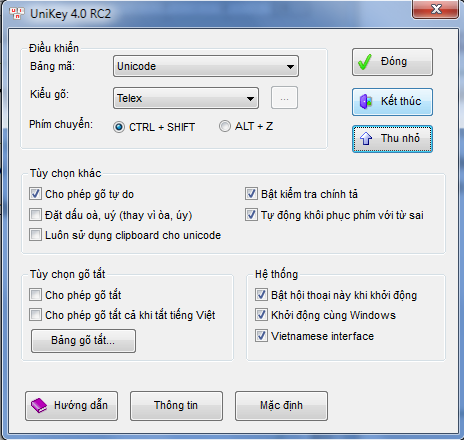 UniKey 4.0 RC2
Điều khiển
Bảng mã:
Unicode
Đóng
Kiểu gõ:
Telex
...
Kết thúc
Phím chuyển:
CTRL + SHIFT
ALT + Z
Thu nhỏ
Tùy chọn khác
Cho phép gõ tự do
Bật kiểm tra chính tả
Đặt dấu oà, uý (thay vì òa, úy)
Tự động khôi phục phím với từ sai
Luôn sử dụng clipboard cho unicode
Tùy chọn gõ tắt
Cho phép gõ tắt
Cho phép gõ tắt cả khi tắt tiếng Việt
Bảng gõ tắt...
Hệ thống
Bật hội thoại này khi khởi động
Khởi động cùng Windows
Vietnamese interface
Hướng dẫn
Thông tin
Mặc định